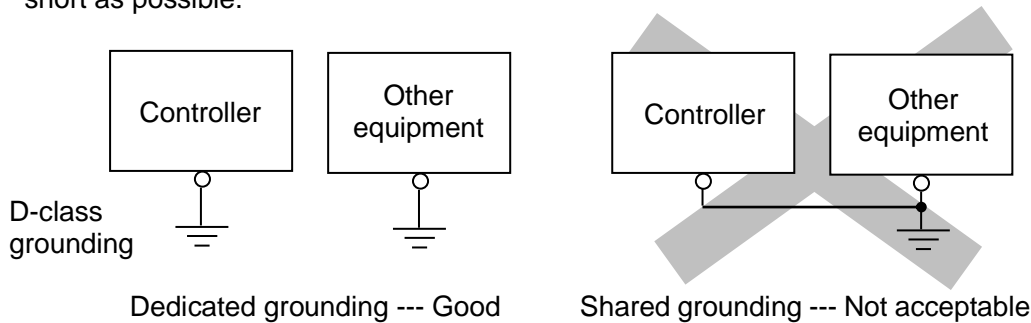 short as possible.
Controller
Other
equipment
Controller
Other
equipment
D-class
grounding
Dedicated grounding --- Good
Shared grounding --- Not acceptable